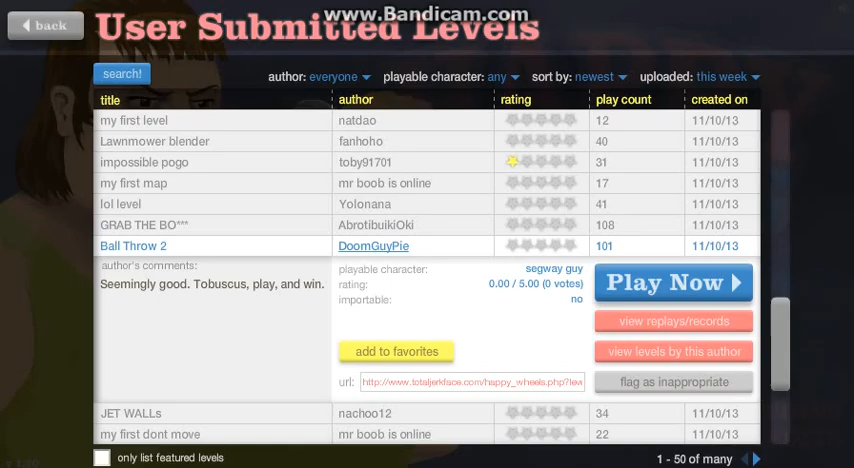 www.Bandicam.com
back
User Submitted Levels
search!
author: everyone playable character: any sort by: newest uploaded: this week
title author rating play count created on
my first level natdao 12 11/10/13
Lawnmower blender fanhoho 40 11/10/13
impossible pogo toby91701 31 11/10/13
my first map mr boob is online 17 11/10/13
lol level Yolonana 41 11/10/13
GRAB THE BO*** AbrotibuikiOki 108 11/10/13
Ball Throw 2 DoomGuyPie 101 11/10/13
author's comments:
Seemingly good. Tobuscus, play, and win.
playable character: segway guy
rating: 0.00 / 5.00 (0 votes)
importable: no
add to favorites
url: http://www.totaljerkface.com/happy_wheels.php?lev
Play Now
view replays/records
view levels by this author
flag as inappropriate
JET WALLs nachoo12 34 11/10/13
my first dont move mr boob is online 22 11/10/13
only list featured levels
1 - 50 of many